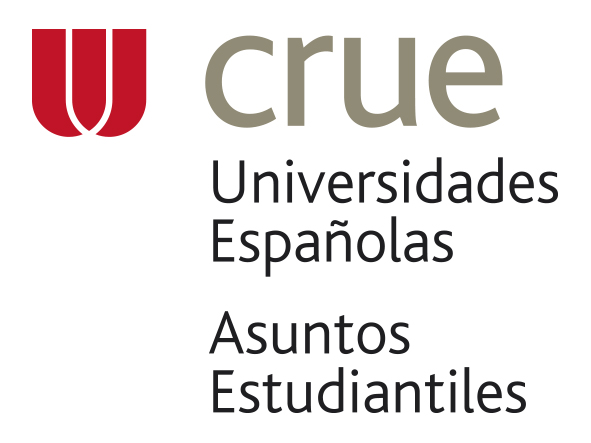 crue
Universidades
Españolas
Asuntos
Estudiantiles